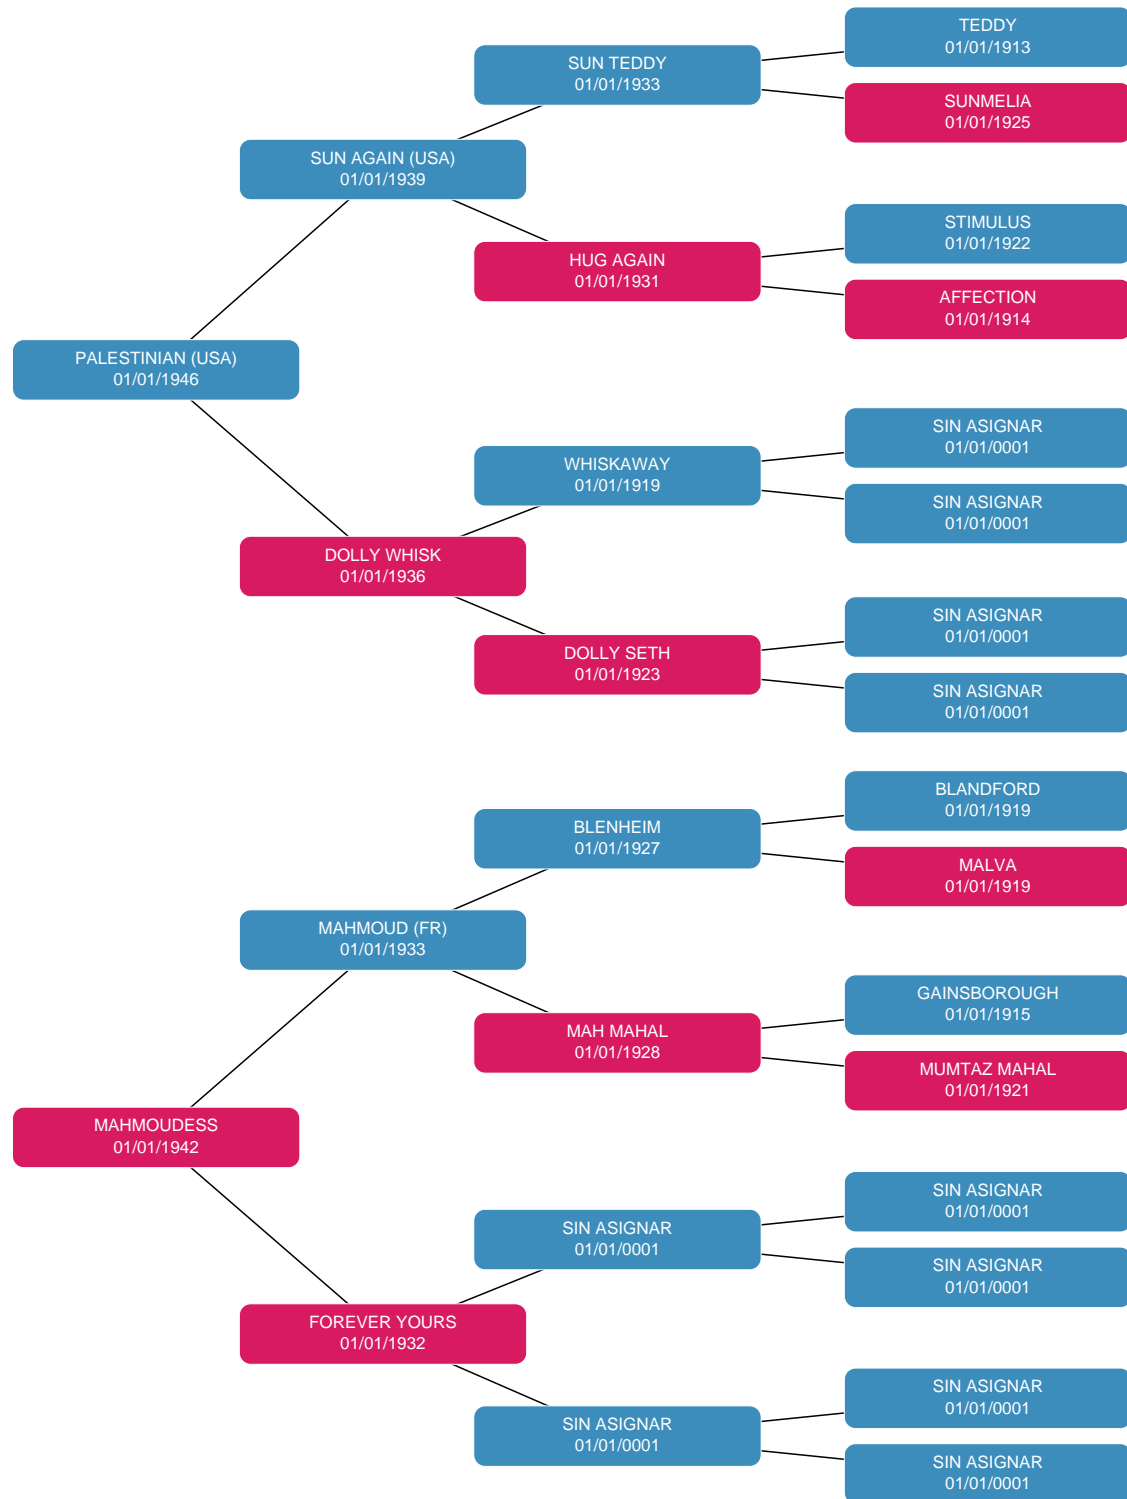 TEDDY
01/01/1913
SUN TEDDY
01/01/1933
SUNMELIA
01/01/1925
SUN AGAIN (USA)
01/01/1939
STIMULUS
01/01/1922
HUG AGAIN
01/01/1931
AFFECTION
01/01/1914
PALESTINIAN (USA)
01/01/1946
SIN ASIGNAR
01/01/0001
WHISKAWAY
01/01/1919
SIN ASIGNAR
01/01/0001
DOLLY WHISK
01/01/1936
SIN ASIGNAR
01/01/0001
DOLLY SETH
01/01/1923
SIN ASIGNAR
01/01/0001
BLANDFORD
01/01/1919
BLENHEIM
01/01/1927
MALVA
01/01/1919
MAHMOUD (FR)
01/01/1933
GAINSBOROUGH
01/01/1915
MAH MAHAL
01/01/1928
MUMTAZ MAHAL
01/01/1921
MAHMOUDESS
01/01/1942
SIN ASIGNAR
01/01/0001
SIN ASIGNAR
01/01/0001
SIN ASIGNAR
01/01/0001
FOREVER YOURS
01/01/1932
SIN ASIGNAR
01/01/0001
SIN ASIGNAR
01/01/0001
SIN ASIGNAR
01/01/0001